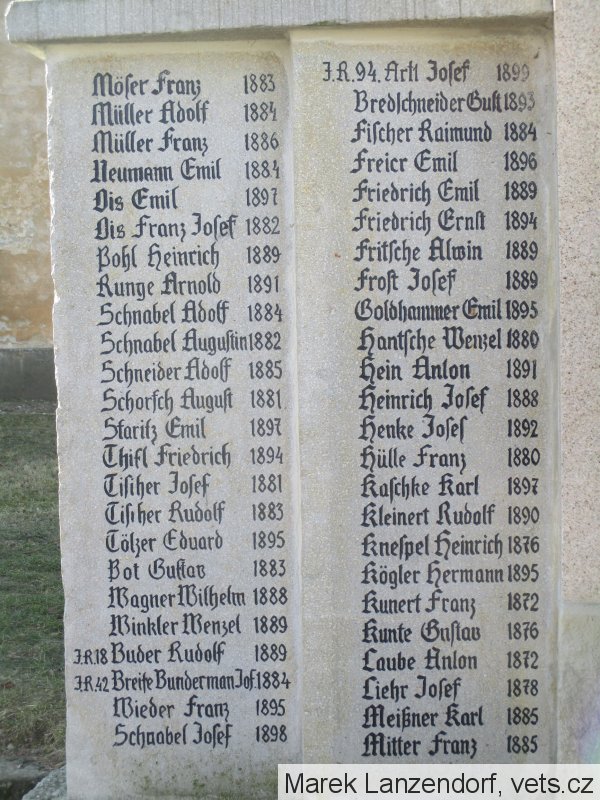 Möser Franz 1883
Müller Adolf 1884
Müller Franz 1886
Neumann Emil 1884
Ois Emil 1897
Ois Franz Josef 1882
Pohl Heinrich 1889
Runge Arnold 1891
Schnabel Adolf 1884
Schnabel Augustin 1882
Schneider Adolf 1885
Schorsch August 1881
Staritz Emil 1897
Thifl Friedrich 1894
Tischer Josef 1881
Tischer Rudolf 1883
Tölzer Eduard 1895
Pot Gustav 1883
Wagner Wilhelm 1888
Winkler Wenzel 1889
J.R.18 Buder Rudolf 1889
J.R.42 Breite Bunderman Jos. 1884
Wieder Franz 1895
Schnabel Josef 1898
J.R.94. Artl Josef 1899
Bredschneider Gust 1893
Fischer Raimund 1884
Freier Emil 1896
Friedrich Emil 1889
Friedrich Ernst 1894
Fritsche Alwin 1889
Frost Josef 1889
Goldhammer Emil 1895
Hantsche Wenzel 1880
Hein Anton 1891
Heinrich Josef 1888
Henke Josef 1892
Hülle Franz 1880
Kaschke Karl 1897
Kleinert Rudolf 1890
Knespel Heinrich 1876
Kögler Hermann 1895
Kunert Franz 1872
Kunte Gustav 1876
Laube Anton 1872
Liehr Josef 1878
Meißner Karl 1885
Mitter Franz 1885
Marek Lanzendorf, vets.cz